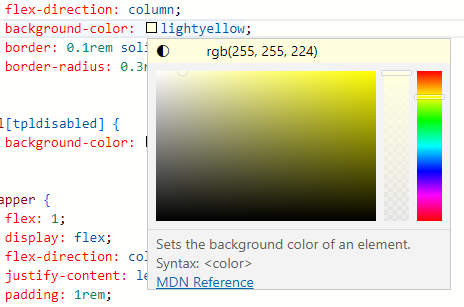 flex-direction: column;
background-color: lightyellow;
border: 0.1rem soli
rgb(255, 255, 224)
border-radius: 0.3r
l[tpldisabled] {
background-color:
apper {
flex: 1;
display: flex;
flex-direction: col
justify-content: le
padding: 1rem;
Sets the background color of an element.
Syntax: <color>
MDN Reference